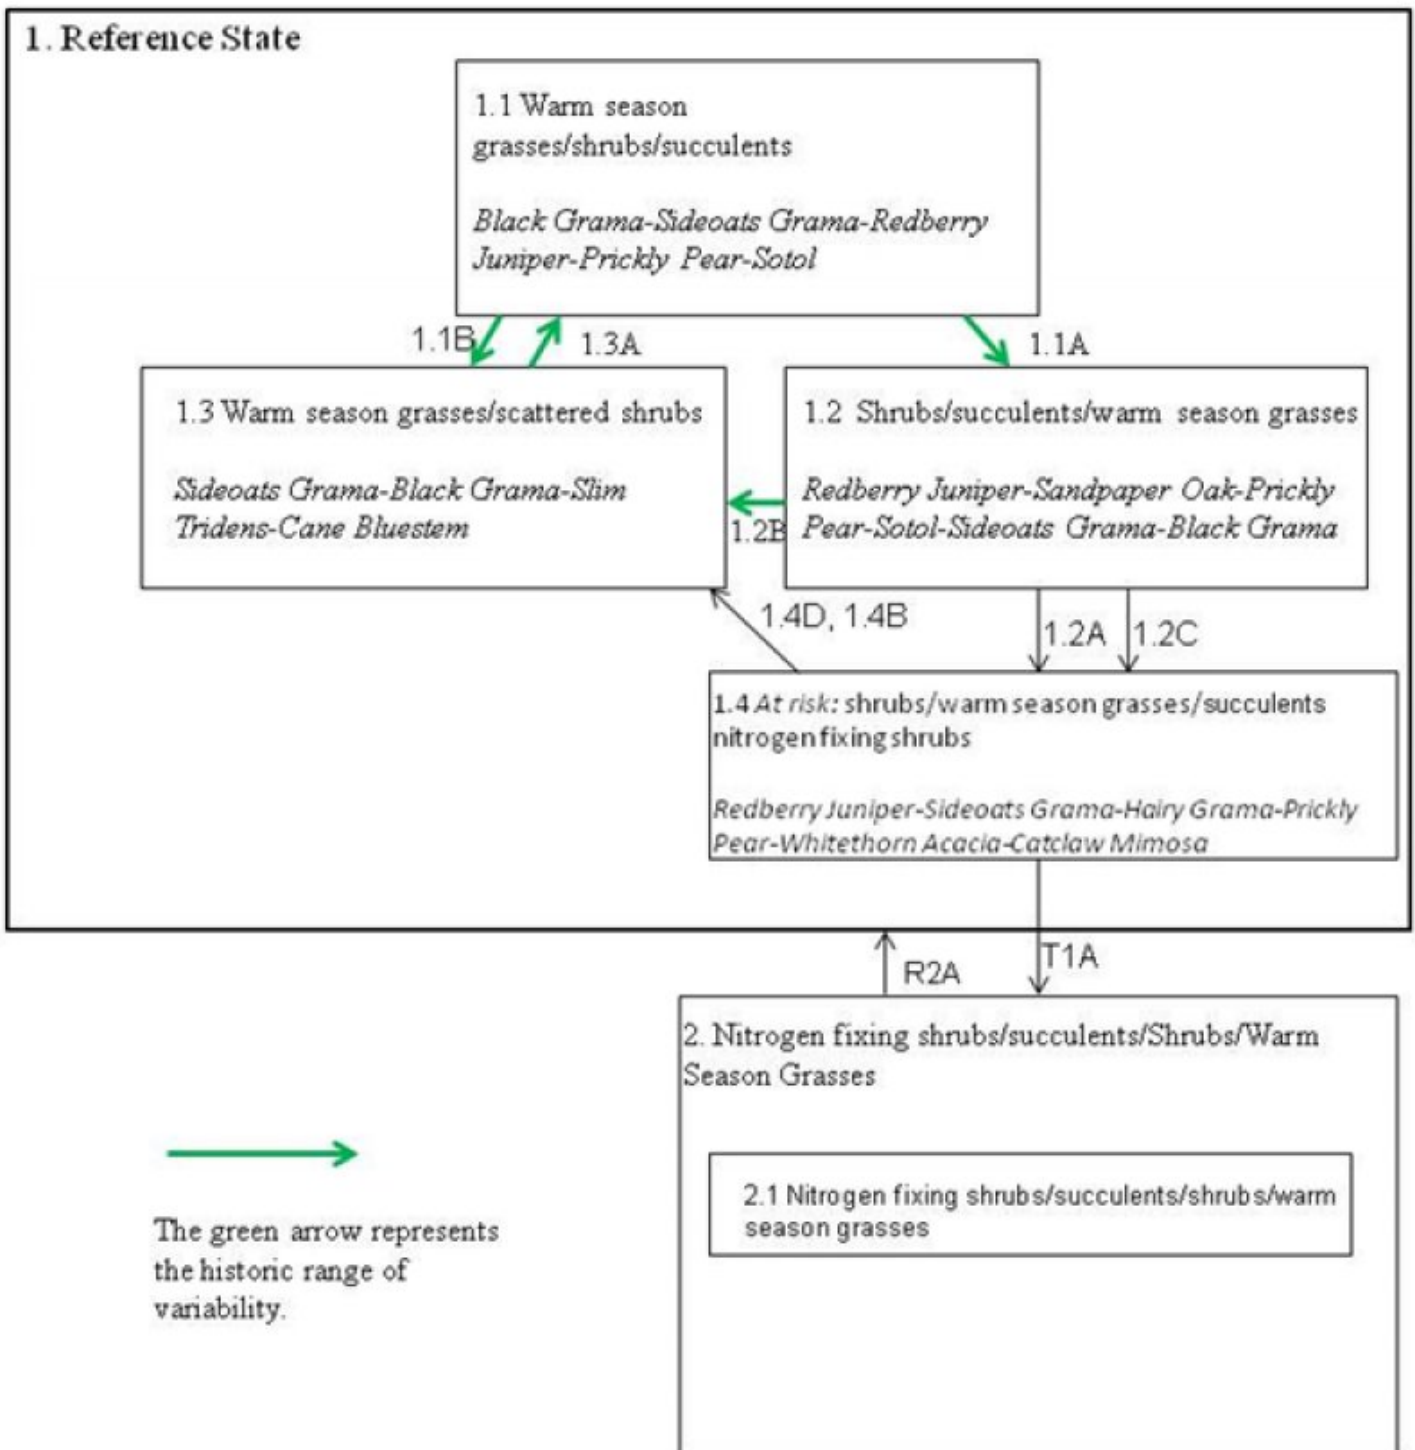 1. Reference State
1.1 Warm season
grasses/shrubs/succulents
Black Grama-Sideoats Grama-Redberry
Juniper-Prickly Pear-Sotol
1.1B
1.3A
1.1A
1.3 Warm season grasses/scattered shrubs
Sideoats Grama-Black Grama-Slim
Tridens-Cane Bluestem
1.2 Shrubs/succulents/warm season grasses
Redberry Juniper-Sandpaper Oak-Prickly
Pear-Sotol-Sideoats Grama-Black Grama
1.2B
1.4D, 1.4B
1.2A
1.2C
1.4 At risk: shrubs/warm season grasses/succulents
nitrogen fixing shrubs
Redberry Juniper-Sideoats Grama-Hairy Grama-Prickly
Pear-Whitethorn Acacia-Catclaw Mimosa
R2A
T1A
2. Nitrogen fixing shrubs/succulents/Shrubs/Warm
Season Grasses
2.1 Nitrogen fixing shrubs/succulents/shrubs/warm
season grasses
The green arrow represents
the historic range of
variability.